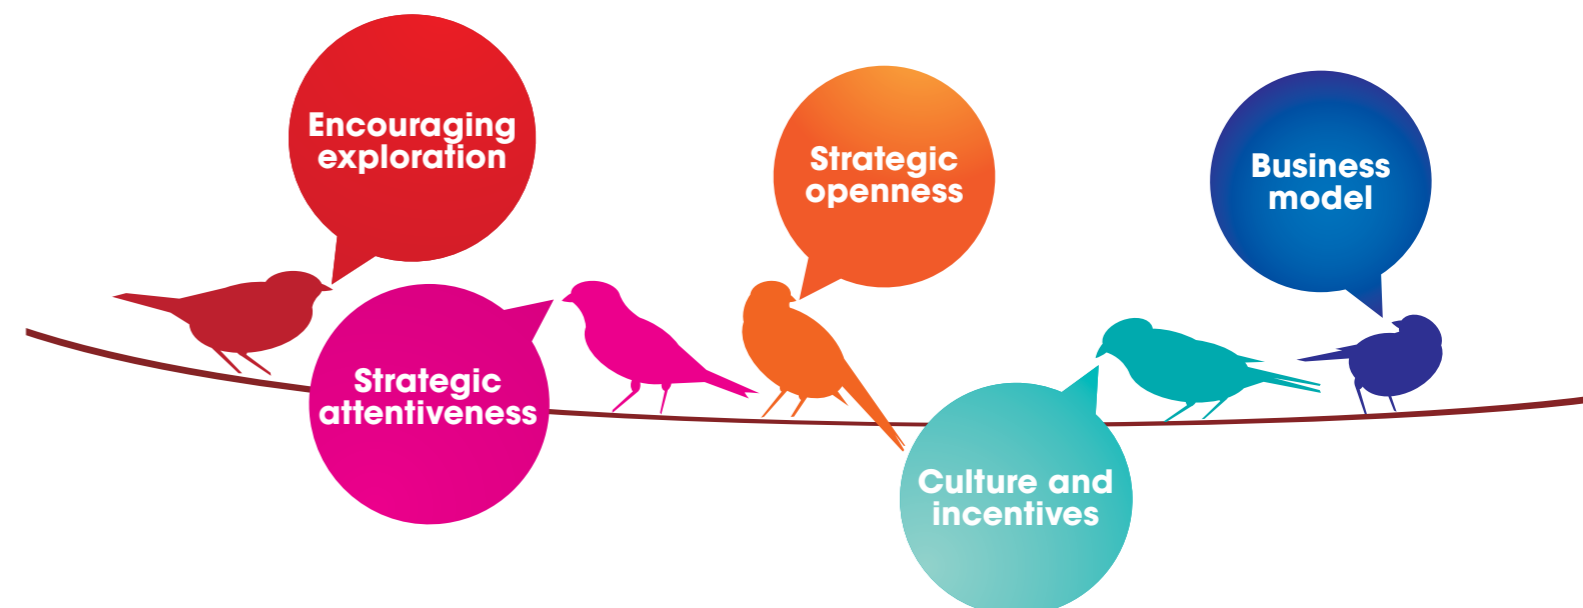 Encouraging
exploration
Strategic
attentiveness
Strategic
openness
Culture and
incentives
Business
model